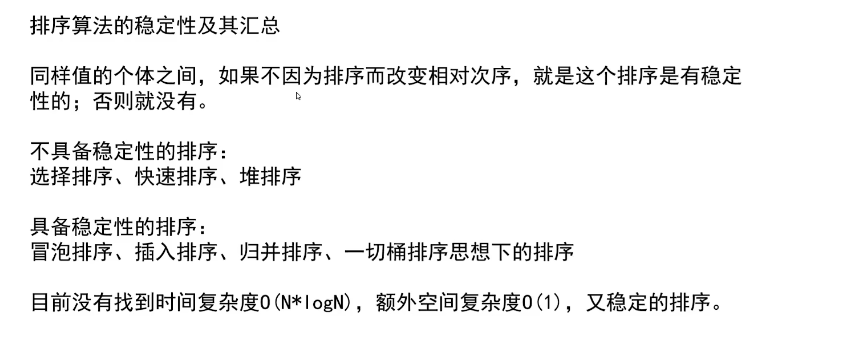 排序算法的稳定性及其汇总
同样值的个体之间，如果不因为排序而改变相对次序，就是这个排序是有稳定
性的；否则就没有。
不具备稳定性的排序：
选择排序、快速排序、堆排序
具备稳定性的排序：
冒泡排序、插入排序、归并排序、一切桶排序思想下的排序
目前没有找到时间复杂度O(N*logN)，额外空间复杂度O(1)，又稳定的排序。